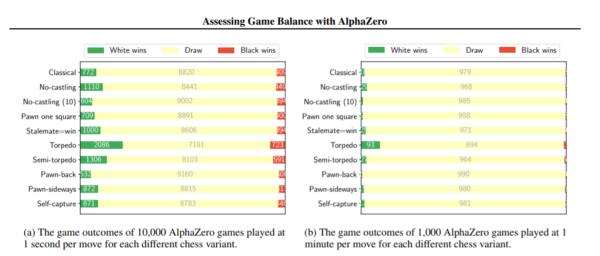 Assessing Game Balance with AlphaZero
White wins Draw Black wins
Classical 772 8820
No-castling 1110 8441
No-castling (10) 9002
Pawn one square 709 8891
Stalemate=win 1000 8606
Torpedo 2086 7191 723
Semi-torpedo 1306 8103 591
Pawn-back 9160
Pawn-sideways 872 8815
Self-capture 871 8783
(a) The game outcomes of 10,000 AlphaZero games played at
1 second per move for each different chess variant.
White wins Draw Black wins
Classical 979
No-castling 968
No-castling (10) 985
Pawn one square 988
Stalemate=win 971
Torpedo 93 894
Semi-torpedo 964
Pawn-back 990
Pawn-sideways 980
Self-capture 981
(b) The game outcomes of 1,000 AlphaZero games played at 1
minute per move for each different chess variant.